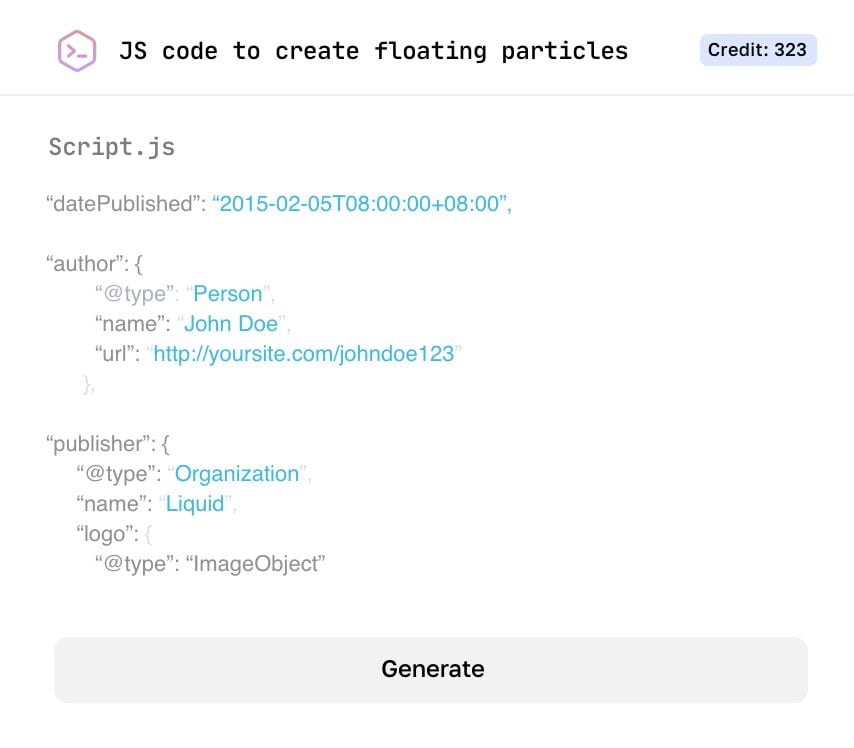 JS code to create floating particles
Credit: 323
Script.js
“datePublished”: “2015-02-05T08:00:00+08:00”,
“author”: {
“@type”: “Person”,
“name”: “John Doe”,
“url”: “http://yoursite.com/johndoe123”
},
“publisher”: {
“@type”: “Organization”,
“name”: “Liquid”,
“logo”: {
“@type”: “ImageObject”
Generate